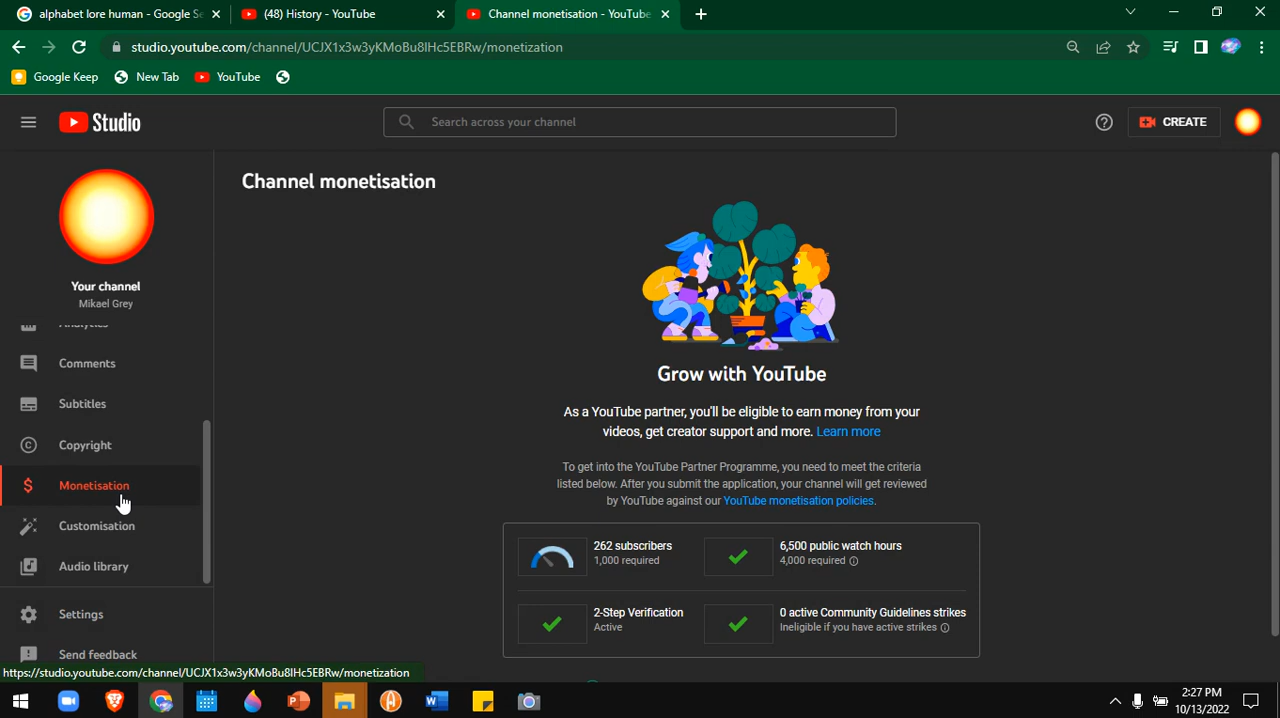 alphabet lore human - Google Se
(48) History - YouTube
Channel monetisation - YouTube
studio.youtube.com/channel/UCJX1x3w3yKMoBu8lHc5EBRw/monetization
Google Keep
New Tab
YouTube
Studio
Search across your channel
CREATE
Your channel
Mikael Grey
Analytics
Comments
Subtitles
Copyright
Monetisation
Customisation
Audio library
Settings
Send feedback
Channel monetisation
Grow with YouTube
As a YouTube partner, you'll be eligible to earn money from your
videos, get creator support and more. Learn more
To get into the YouTube Partner Programme, you need to meet the criteria
listed below. After you submit the application, your channel will get reviewed
by YouTube against our YouTube monetisation policies.
262 subscribers
1,000 required
6,500 public watch hours
4,000 required
2-Step Verification
Active
0 active Community Guidelines strikes
Ineligible if you have active strikes
https://studio.youtube.com/channel/UCJX1x3w3yKMoBu8lHc5EBRw/monetization
2:27 PM
10/13/2022